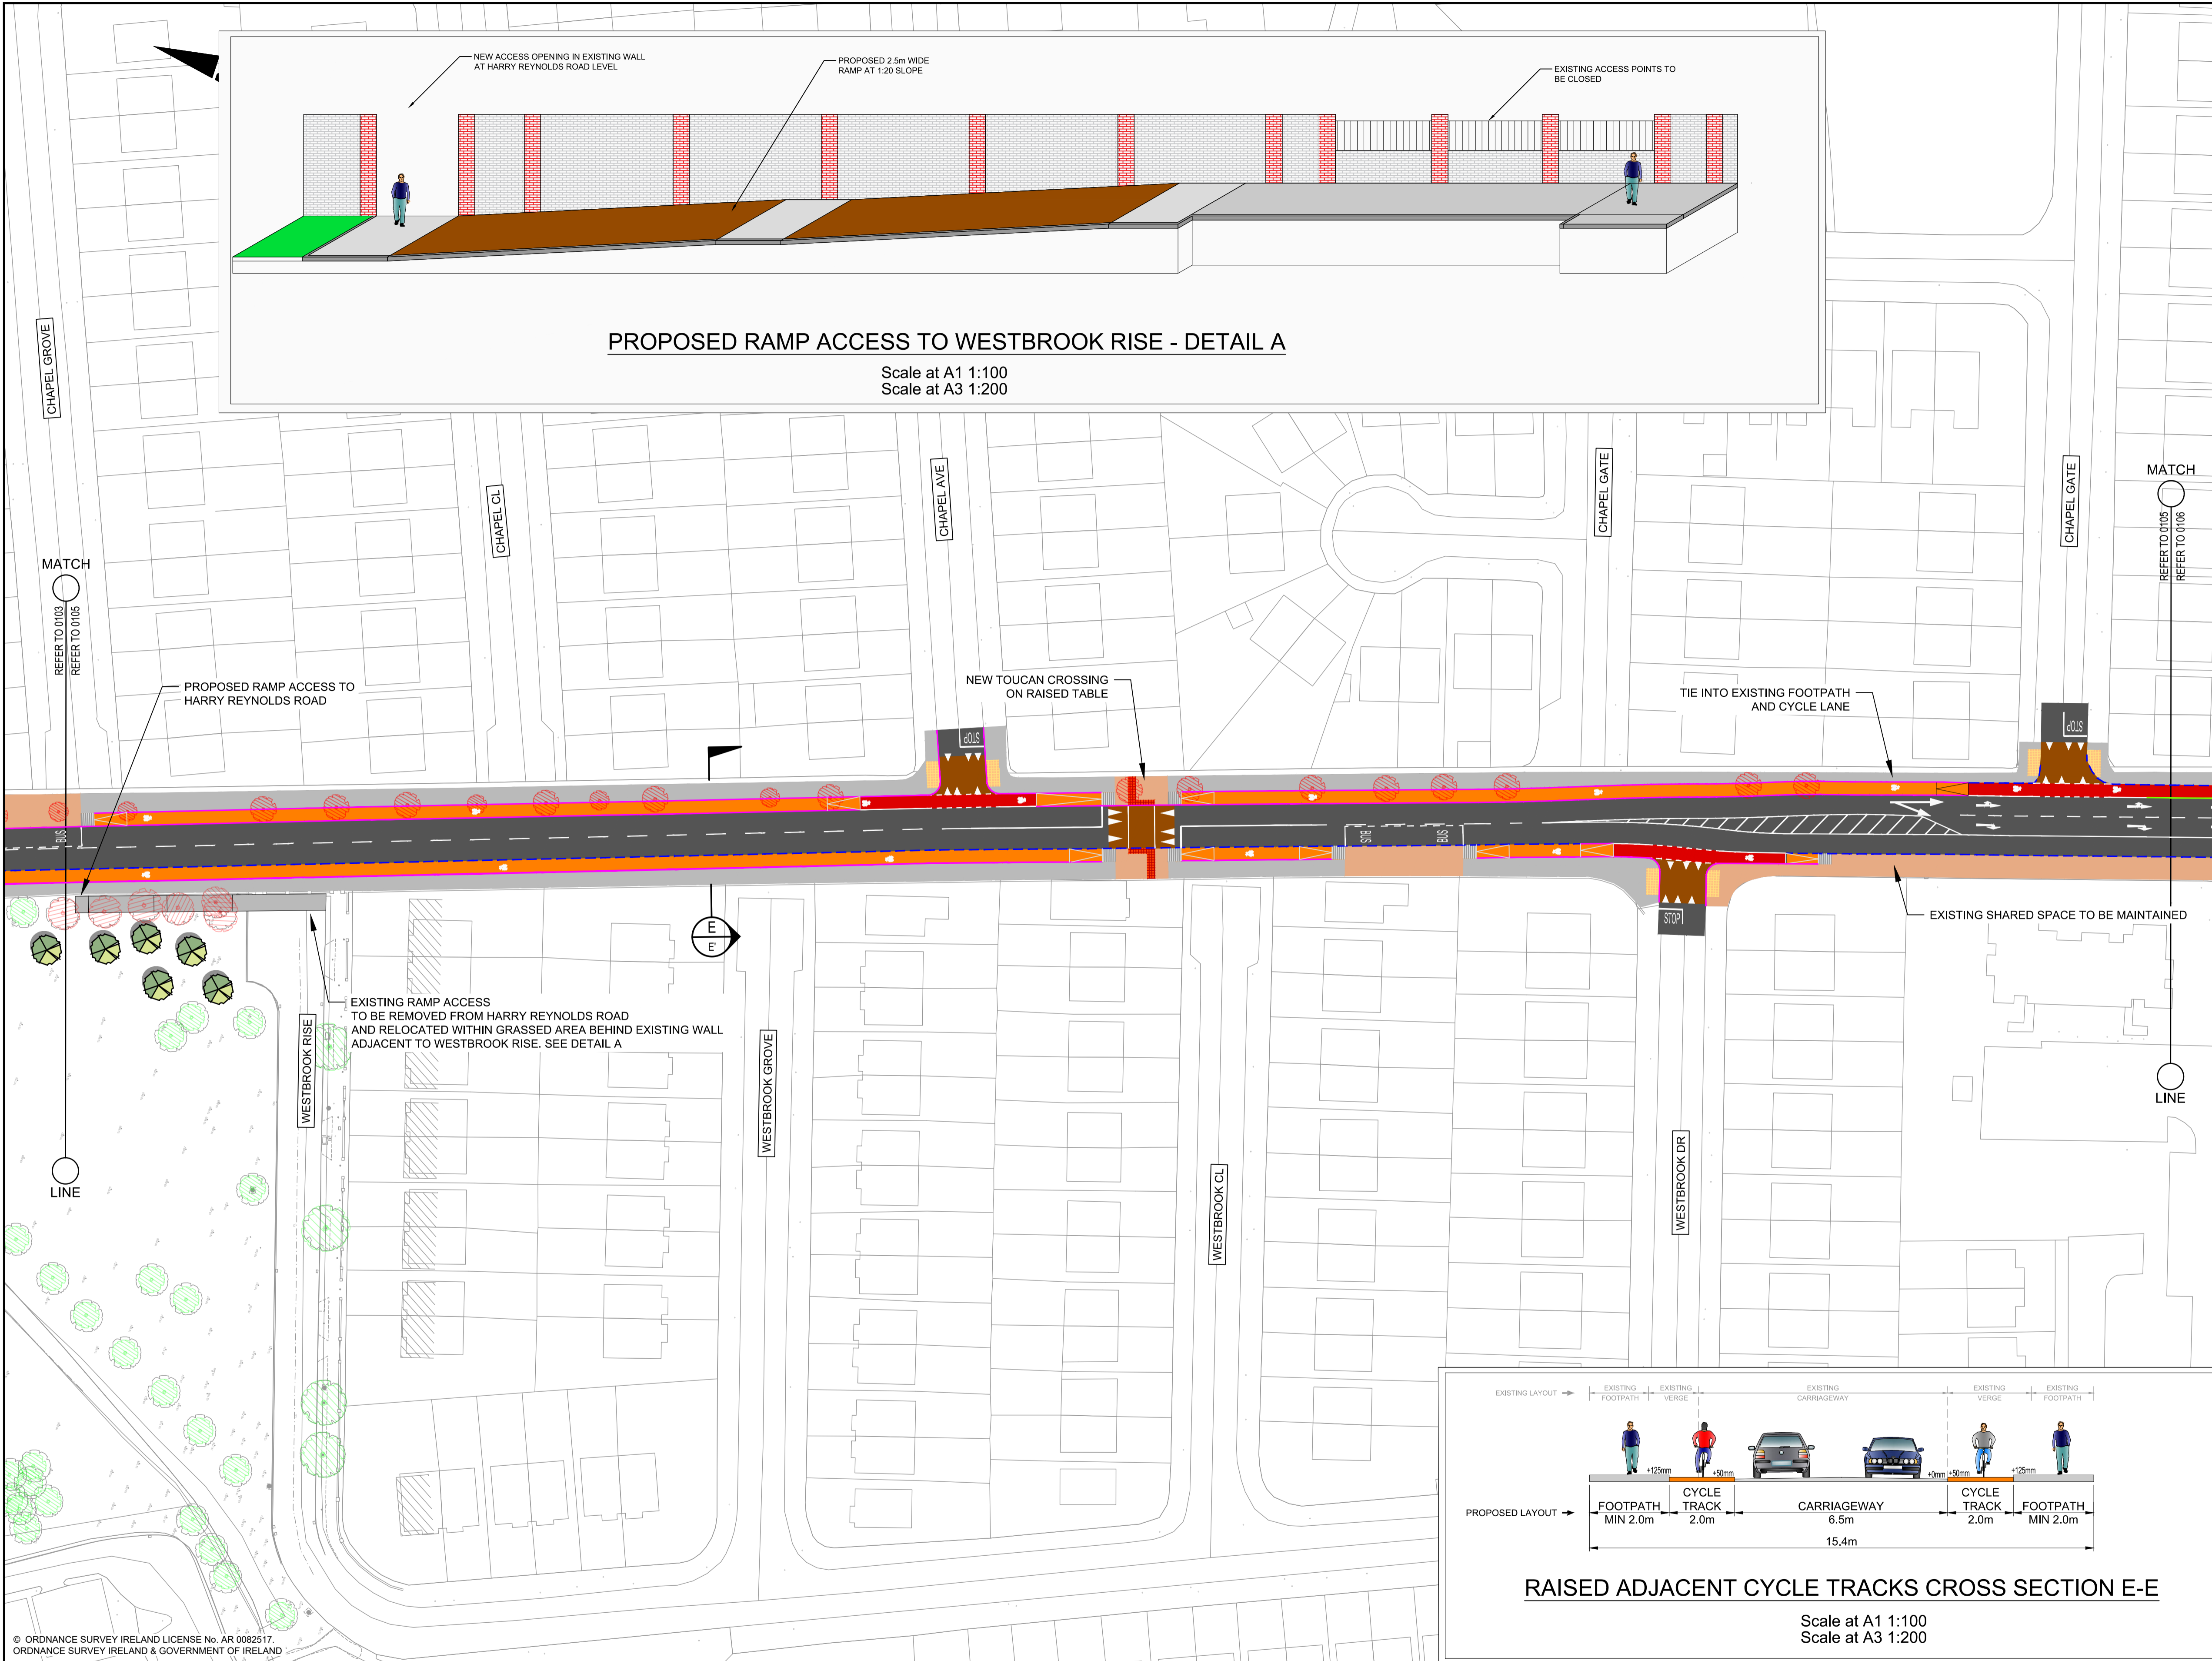 NEW ACCESS OPENING IN EXISTING WALL
AT HARRY REYNOLDS ROAD LEVEL
PROPOSED 2.5m WIDE
RAMP AT 1:20 SLOPE
EXISTING ACCESS POINTS TO
BE CLOSED
PROPOSED RAMP ACCESS TO WESTBROOK RISE - DETAIL A
Scale at A1 1:100
Scale at A3 1:200
CHAPEL GROVE
CHAPEL CL
CHAPEL AVE
CHAPEL GATE
CHAPEL GATE
MATCH
REFER TO 0105
REFER TO 0106
MATCH
REFER TO 0103
REFER TO 0105
PROPOSED RAMP ACCESS TO
HARRY REYNOLDS ROAD
NEW TOUCAN CROSSING
ON RAISED TABLE
TIE INTO EXISTING FOOTPATH
AND CYCLE LANE
STOP
STOP
BUS
BUS
BUS
STOP
EXISTING SHARED SPACE TO BE MAINTAINED
E
E'
EXISTING RAMP ACCESS
TO BE REMOVED FROM HARRY REYNOLDS ROAD
AND RELOCATED WITHIN GRASSED AREA BEHIND EXISTING WALL
ADJACENT TO WESTBROOK RISE. SEE DETAIL A
WESTBROOK RISE
WESTBROOK GROVE
WESTBROOK CL
WESTBROOK DR
LINE
LINE
EXISTING LAYOUT
EXISTING
FOOTPATH
EXISTING
VERGE
EXISTING
CARRIAGEWAY
EXISTING
VERGE
EXISTING
FOOTPATH
+125mm
+50mm
+0mm
+50mm
+125mm
PROPOSED LAYOUT
FOOTPATH
MIN 2.0m
CYCLE
TRACK
2.0m
CARRIAGEWAY
6.5m
CYCLE
TRACK
2.0m
FOOTPATH
MIN 2.0m
15.4m
RAISED ADJACENT CYCLE TRACKS CROSS SECTION E-E
Scale at A1 1:100
Scale at A3 1:200
© ORDNANCE SURVEY IRELAND LICENSE No. AR 0082517.
ORDNANCE SURVEY IRELAND & GOVERNMENT OF IRELAND